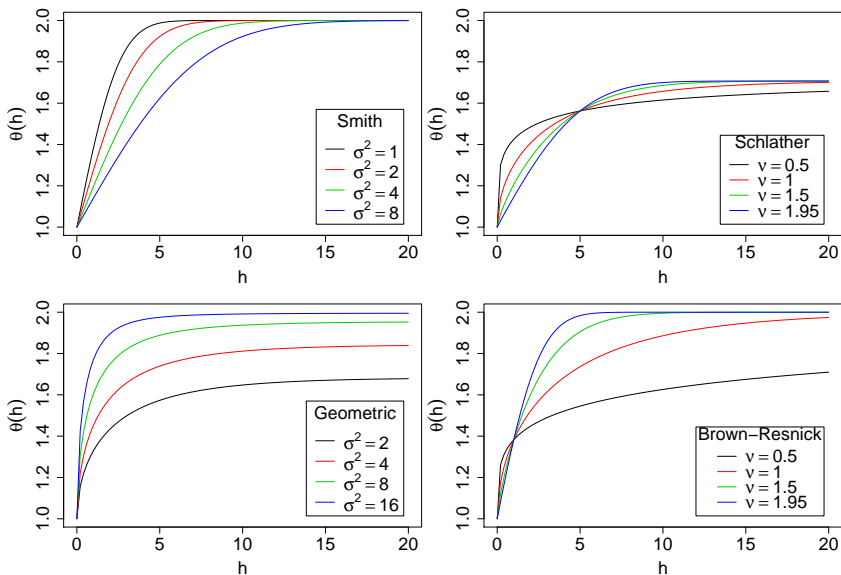 2.0
1.8
1.6
1.4
1.2
1.0
θ(h)
Smith
σ² = 1
σ² = 2
σ² = 4
σ² = 8
0 5 10 15 20
h
2.0
1.8
1.6
1.4
1.2
1.0
θ(h)
Schlather
ν = 0.5
ν = 1
ν = 1.5
ν = 1.95
0 5 10 15 20
h
2.0
1.8
1.6
1.4
1.2
1.0
θ(h)
Geometric
σ² = 2
σ² = 4
σ² = 8
σ² = 16
0 5 10 15 20
h
2.0
1.8
1.6
1.4
1.2
1.0
θ(h)
Brown−Resnick
ν = 0.5
ν = 1
ν = 1.5
ν = 1.95
0 5 10 15 20
h